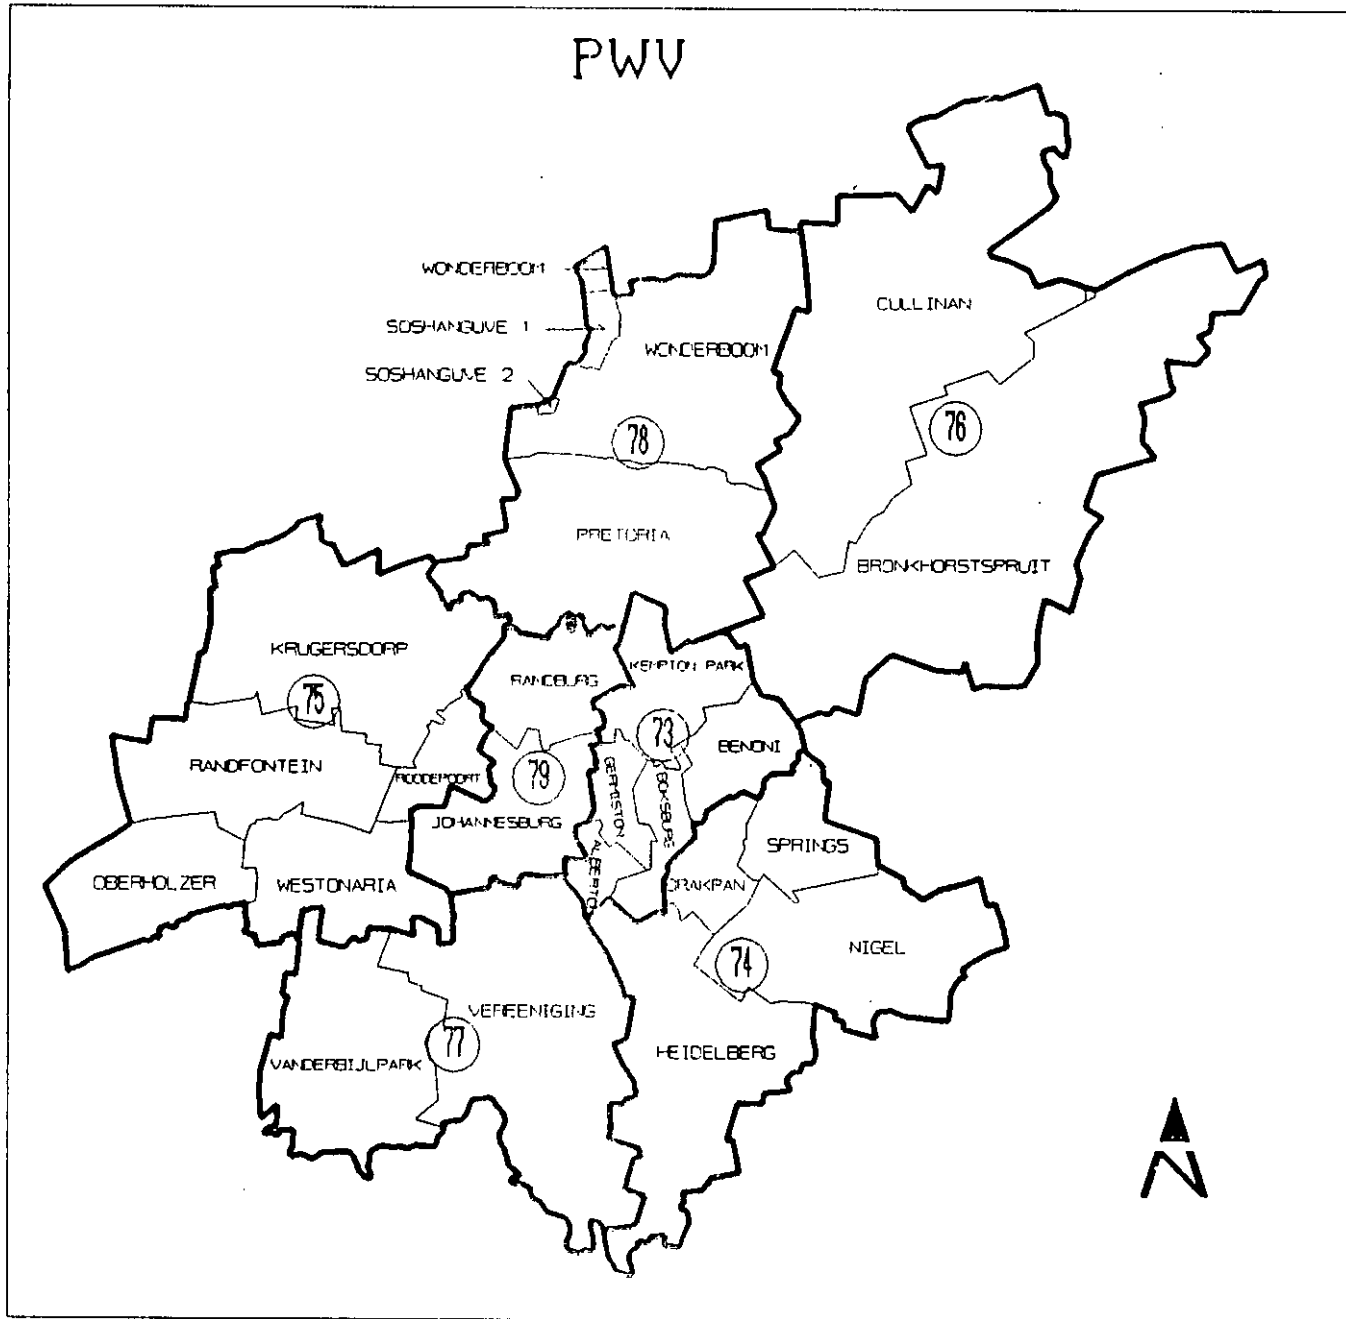 PWV
WONDERBOOM
CULLINAN
SOSHANGUVE 1
WONDERBOOM
SOSHANGUVE 2
78
76
PRETORIA
BRONKHORSTSPRUIT
KRUGERSDORP
KEMPTON PARK
RANDBURG
75
73
BENONI
RANDFONTEIN
79
ROODEPOORT
GERMISTON
BOKSBURG
JOHANNESBURG
SPRINGS
ALBERTON
OBERHOLZER
WESTONARIA
BRAKPAN
NIGEL
74
VEREENIGING
77
HEIDELBERG
VANDERBIJLPARK
N